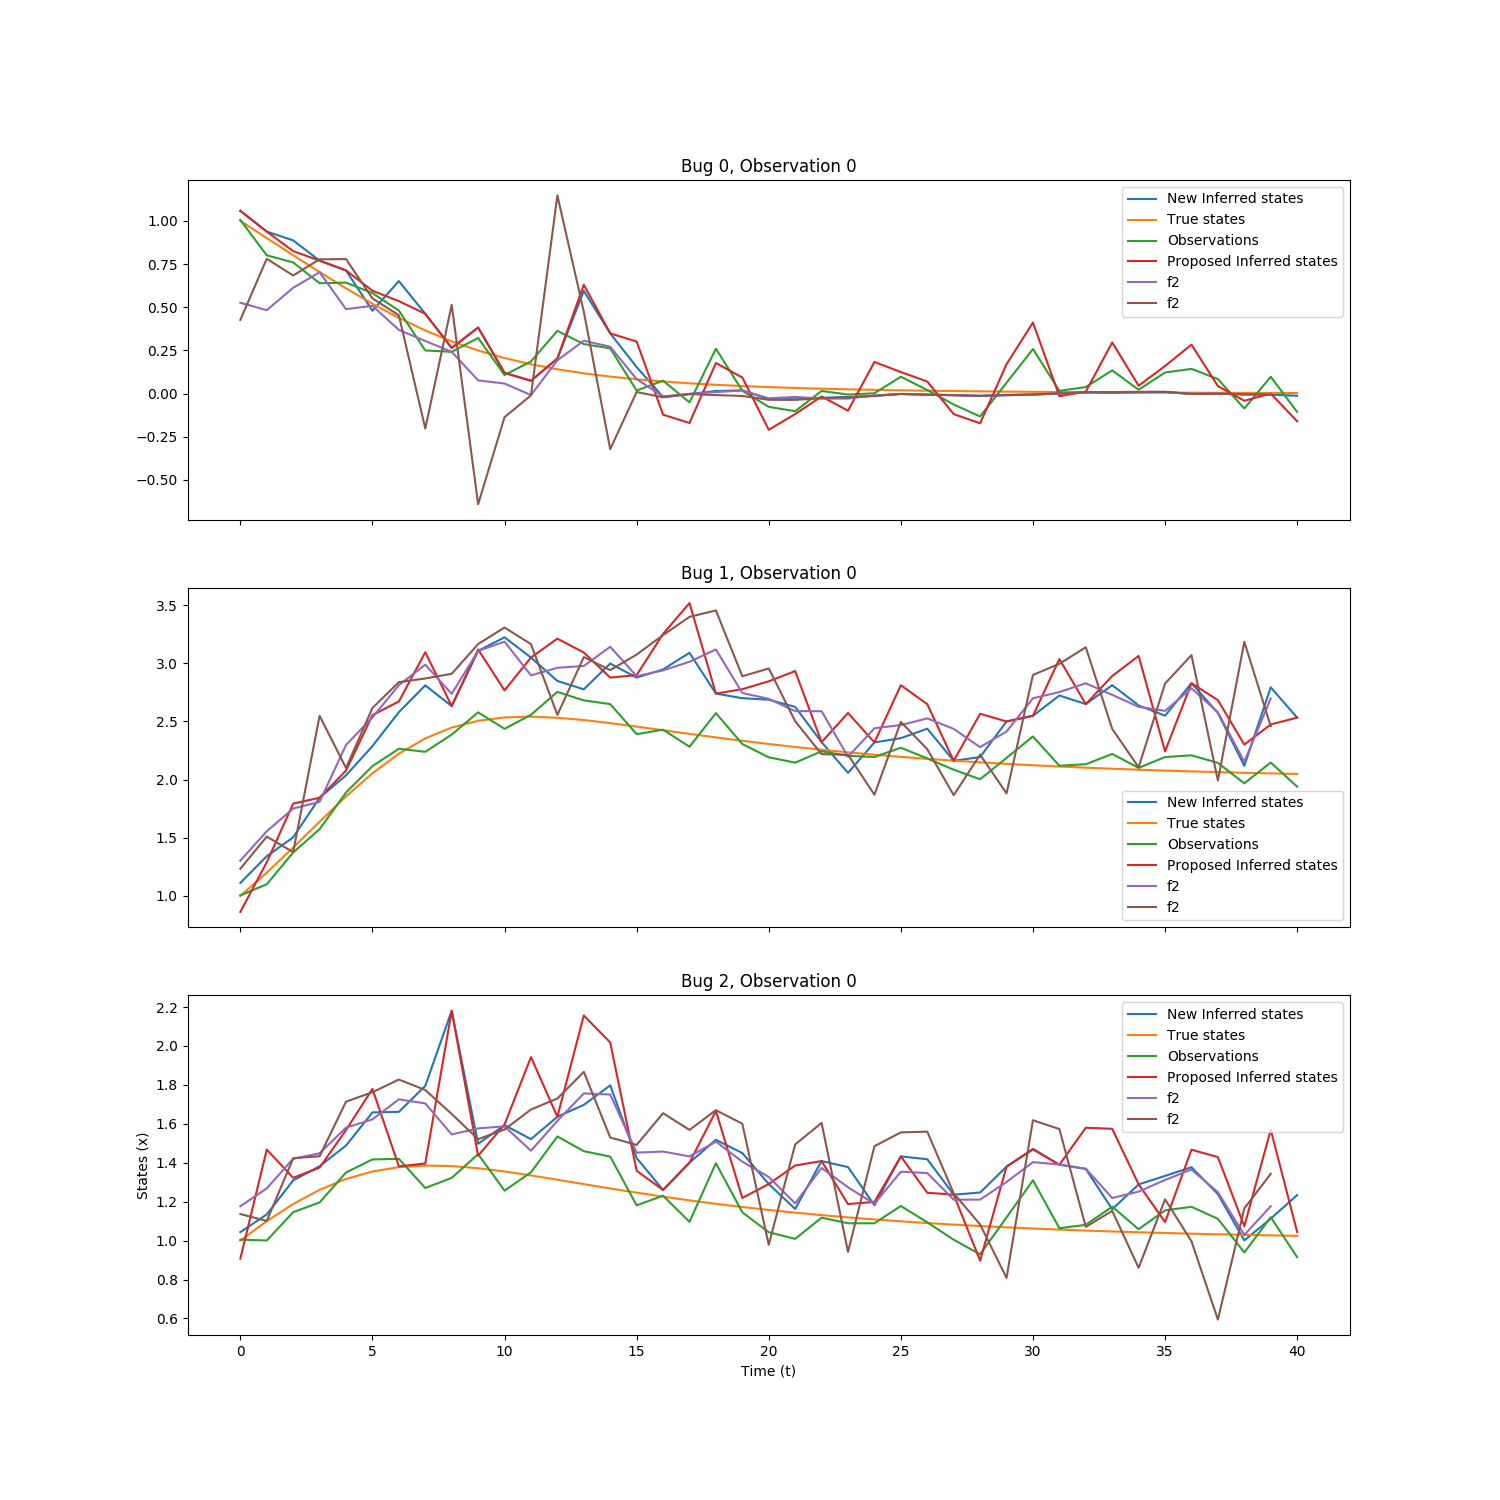 Bug 0, Observation 0
1.00
0.75
0.50
0.25
0.00
−0.25
−0.50
New Inferred states
True states
Observations
Proposed Inferred states
f2
f2
Bug 1, Observation 0
3.5
3.0
2.5
2.0
1.5
1.0
New Inferred states
True states
Observations
Proposed Inferred states
f2
f2
Bug 2, Observation 0
States (x)
2.2
2.0
1.8
1.6
1.4
1.2
1.0
0.8
0.6
New Inferred states
True states
Observations
Proposed Inferred states
f2
f2
0 5 10 15 20 25 30 35 40
Time (t)